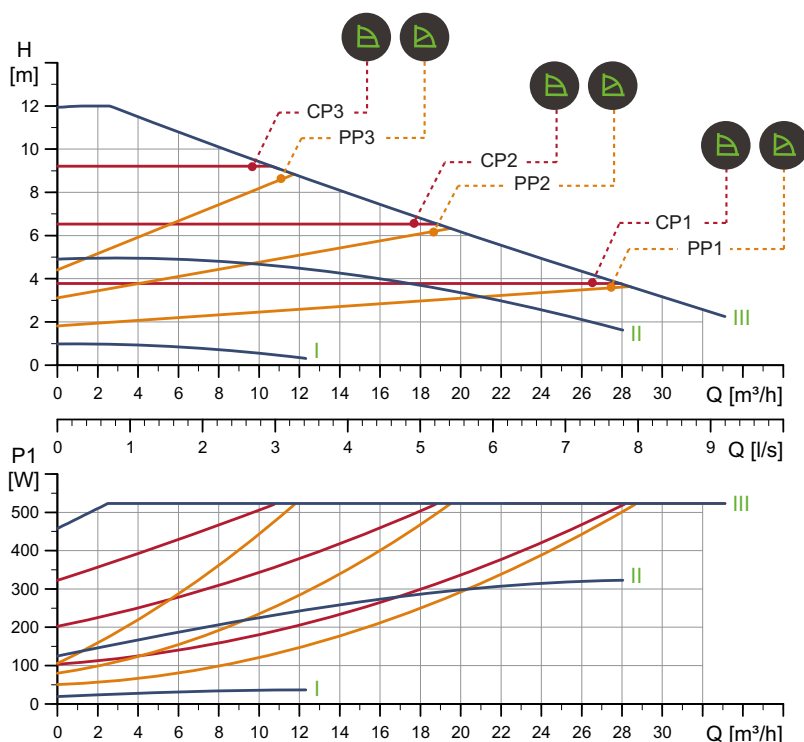 H
[m]
12
10
8
6
4
2
0
CP3
PP3
CP2
PP2
CP1
PP1
III
II
I
0 2 4 6 8 10 12 14 16 18 20 22 24 26 28 30 Q [m³/h]
0 1 2 3 4 5 6 7 8 9 Q [l/s]
P1
[W]
500
400
300
200
100
0
III
II
I
0 2 4 6 8 10 12 14 16 18 20 22 24 26 28 30 Q [m³/h]